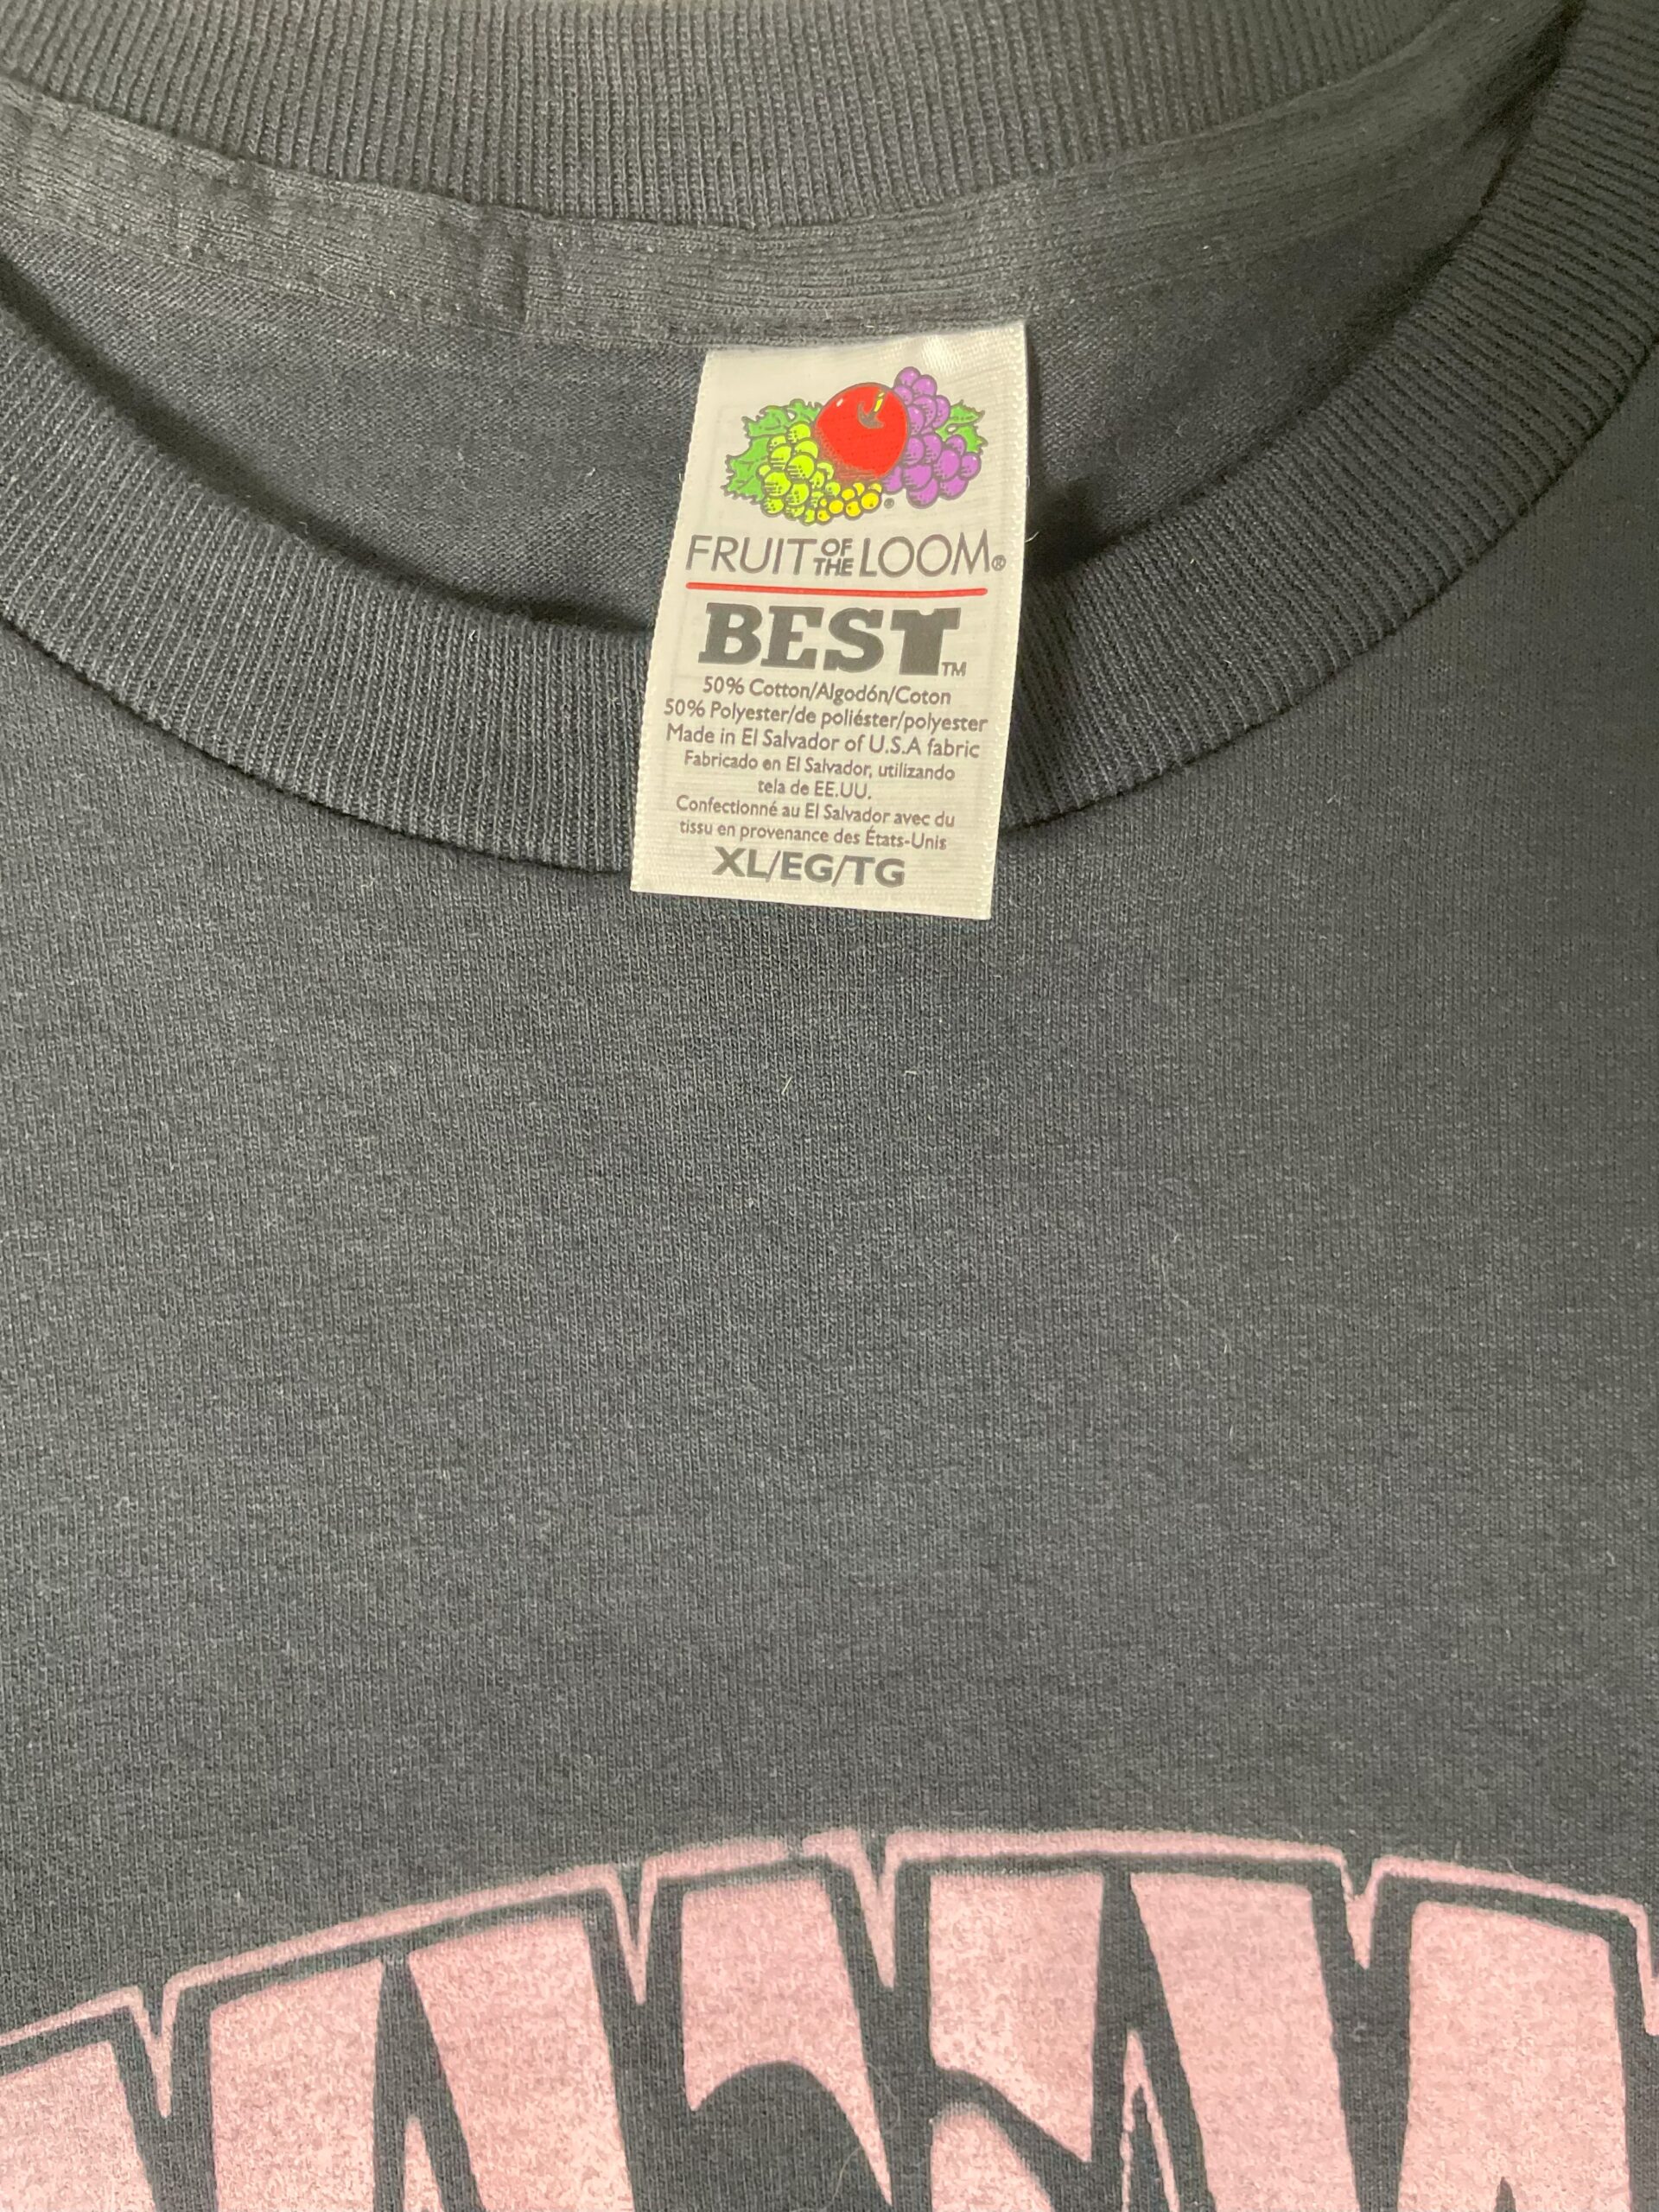 FRUIT OF THE LOOM®
BEST™
50% Cotton/Algodón/Coton
50% Polyester/de poliéster/polyester
Made in El Salvador of U.S.A fabric
Fabricado en El Salvador, utilizando
tela de EE.UU.
Confectionné au El Salvador avec du
tissu en provenance des États-Unis
XL/EG/TG